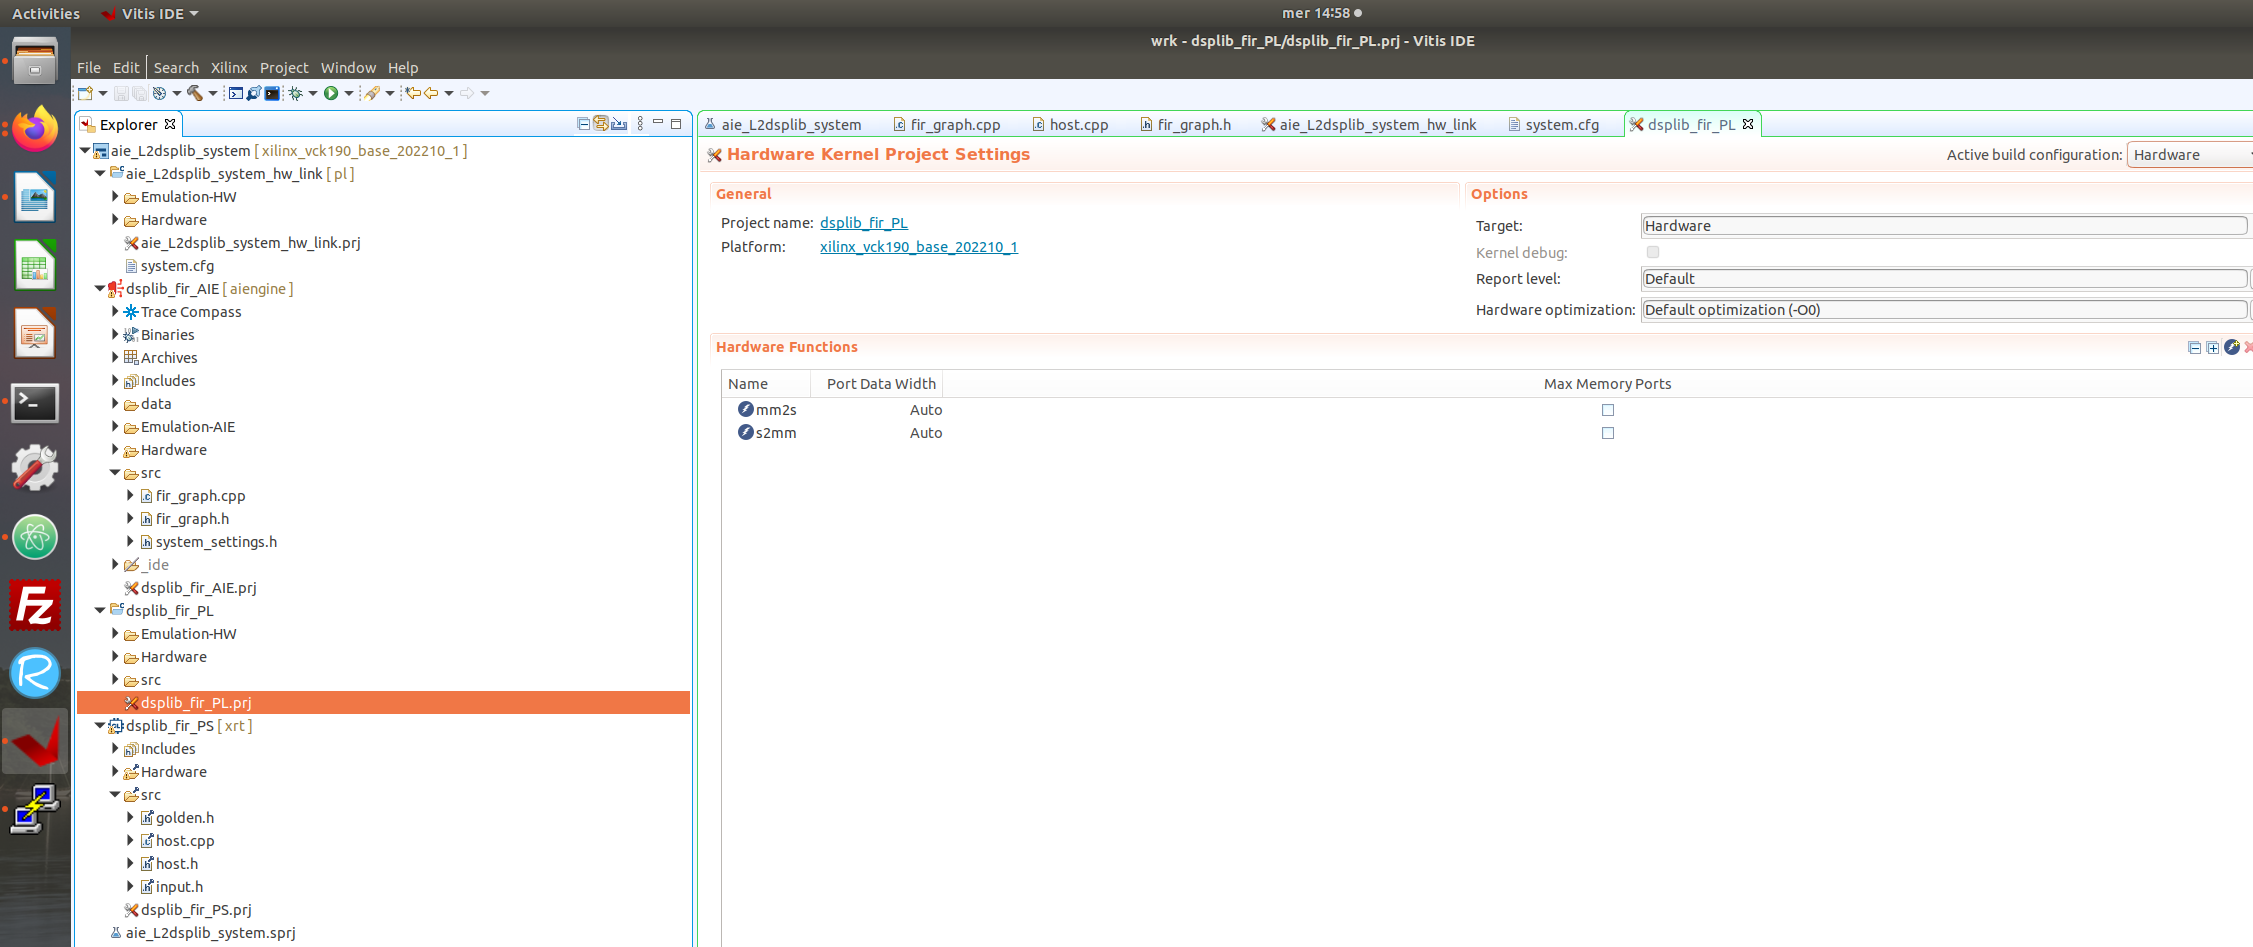 Activities Vitis IDE mer 14:58
wrk - dsplib_fir_PL/dsplib_fir_PL.prj - Vitis IDE
File Edit Search Xilinx Project Window Help
Explorer
aie_L2dsplib_system [ xilinx_vck190_base_202210_1 ]
aie_L2dsplib_system_hw_link [ pl ]
Emulation-HW
Hardware
aie_L2dsplib_system_hw_link.prj
system.cfg
dsplib_fir_AIE [ aiengine ]
Trace Compass
Binaries
Archives
Includes
data
Emulation-AIE
Hardware
src
fir_graph.cpp
fir_graph.h
system_settings.h
_ide
dsplib_fir_AIE.prj
dsplib_fir_PL
Emulation-HW
Hardware
src
dsplib_fir_PL.prj
dsplib_fir_PS [ xrt ]
Includes
Hardware
src
golden.h
host.cpp
host.h
input.h
dsplib_fir_PS.prj
aie_L2dsplib_system.sprj
aie_L2dsplib_system fir_graph.cpp host.cpp fir_graph.h aie_L2dsplib_system_hw_link system.cfg dsplib_fir_PL
Hardware Kernel Project Settings
Active build configuration: Hardware
General
Project name: dsplib_fir_PL
Platform: xilinx_vck190_base_202210_1
Options
Target: Hardware
Kernel debug:
Report level: Default
Hardware optimization: Default optimization (-O0)
Hardware Functions
Name Port Data Width Max Memory Ports
mm2s Auto
s2mm Auto